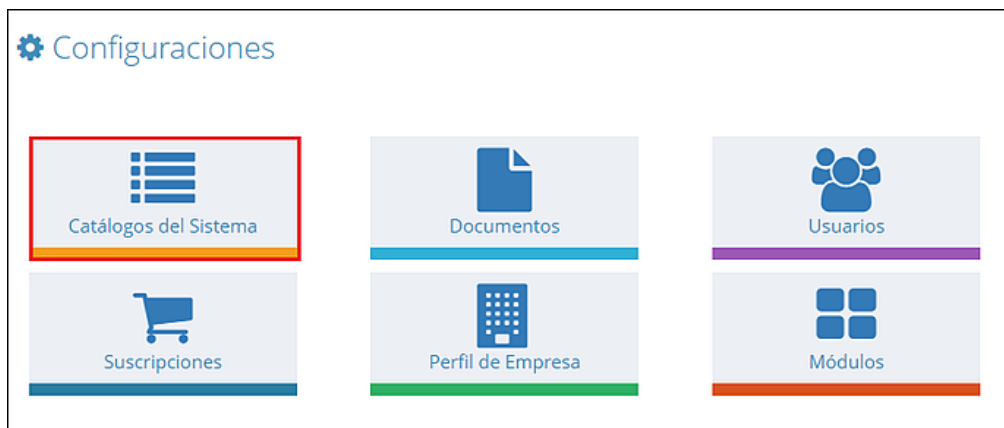 Configuraciones
Catálogos del Sistema
Documentos
Usuarios
Suscripciones
Perfil de Empresa
Módulos